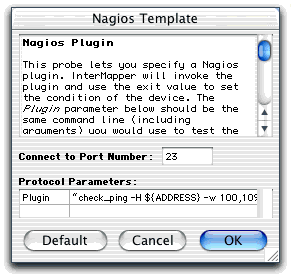 Nagios Template
Nagios Plugin
This probe lets you specify a Nagios
plugin. InterMapper will invoke the
plugin and use the exit value to set
the condition of the device. The
Plugin parameter below should be the
same command line (including
arguments) you would use to test the
Connect to Port Number: 23
Protocol Parameters:
Plugin "check_ping -H ${ADDRESS} -w 100,10%
Default Cancel OK